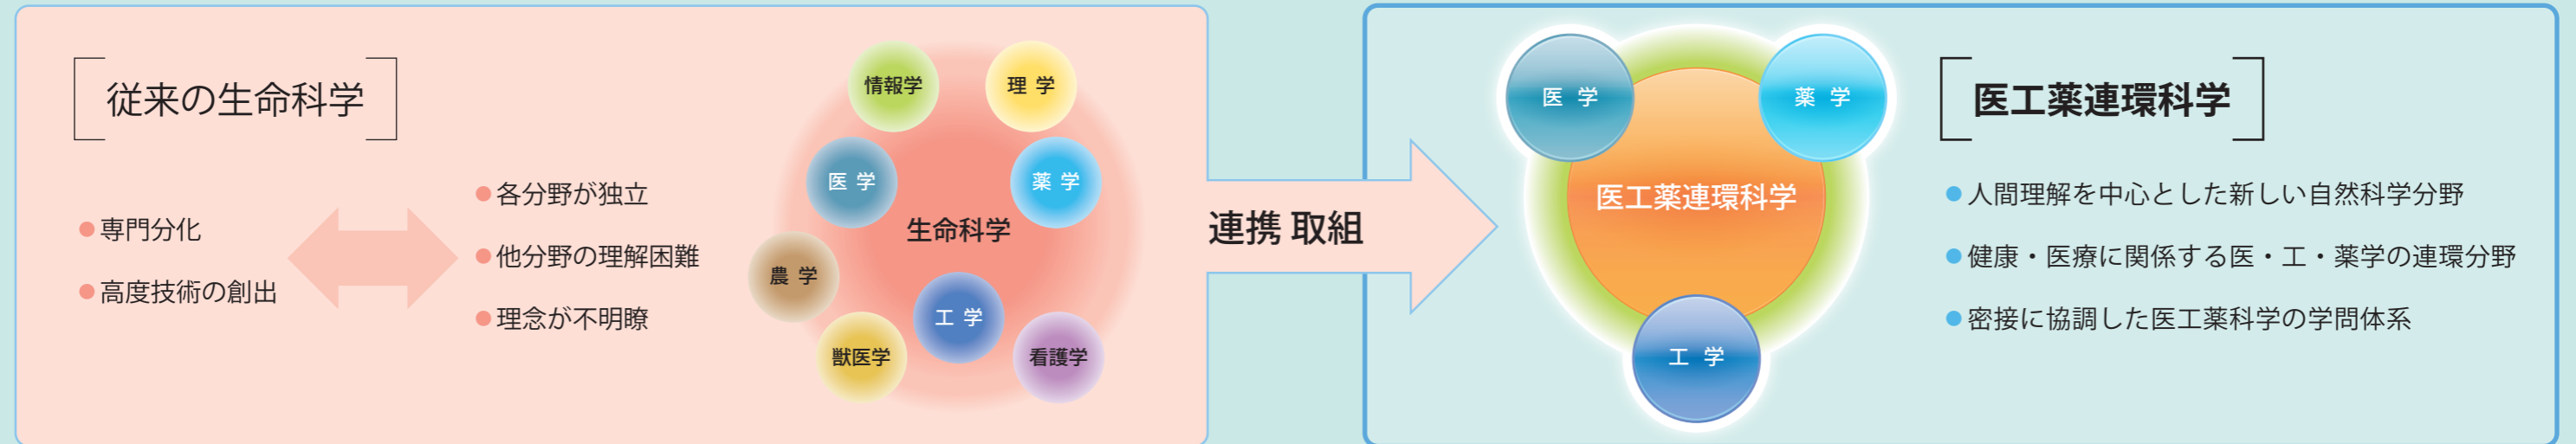 従来の生命科学
専門分化
高度技術の創出
各分野が独立
他分野の理解困難
理念が不明瞭
情報学
理 学
医 学
薬 学
生命科学
農 学
工 学
獣医学
看護学
連携 取組
医 学
薬 学
医工薬連環科学
工 学
医工薬連環科学
人間理解を中心とした新しい自然科学分野
健康・医療に関係する医・工・薬学の連環分野
密接に協調した医工薬科学の学問体系